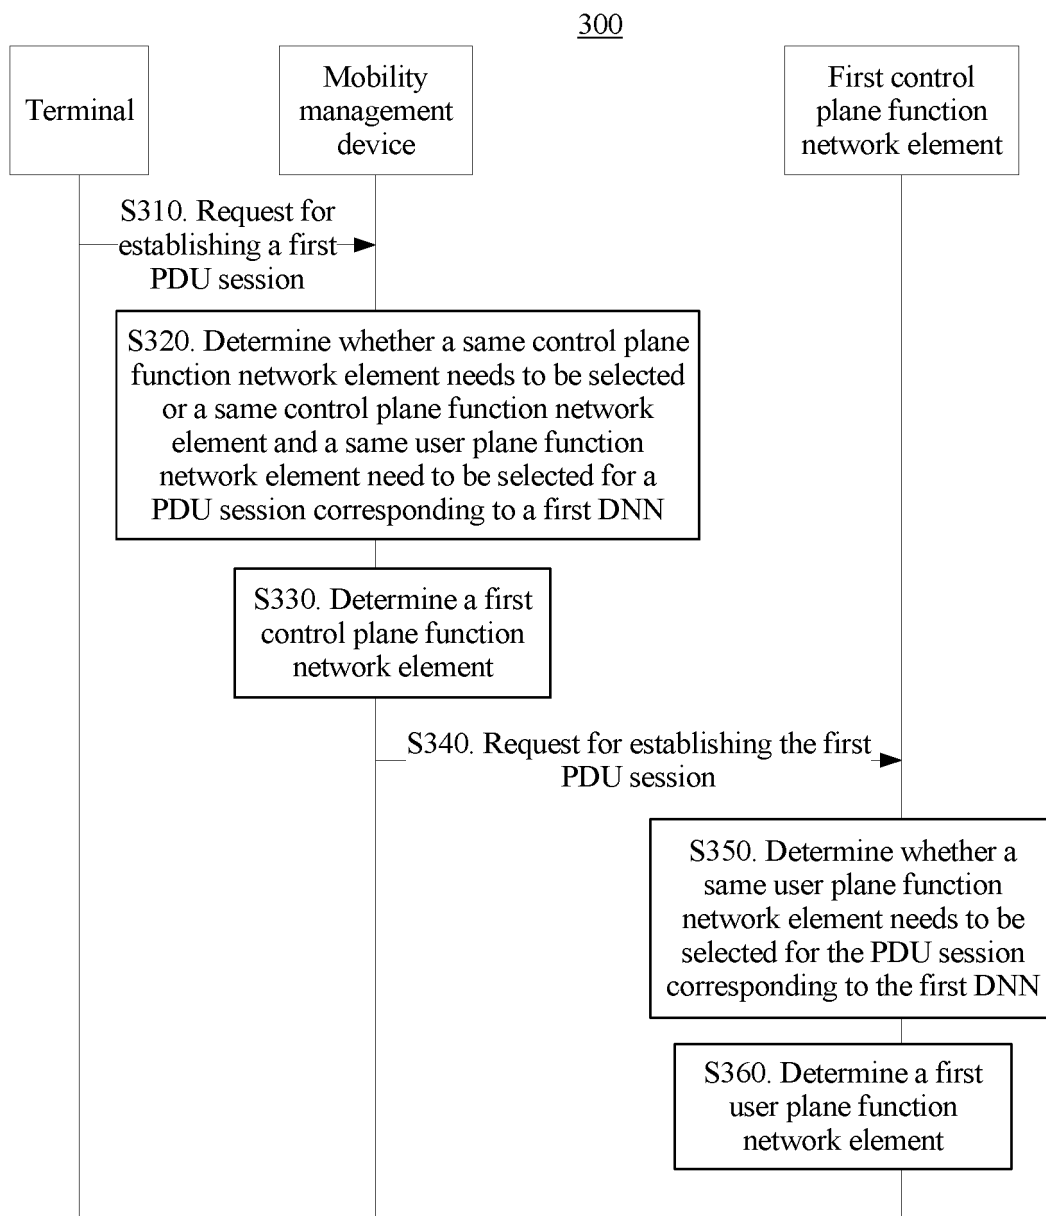 300
Terminal
Mobility
management
device
First control
plane function
network element
S310. Request for
establishing a first
PDU session
S320. Determine whether a same control plane
function network element needs to be selected
or a same control plane function network
element and a same user plane function
network element need to be selected for a
PDU session corresponding to a first DNN
S330. Determine a first
control plane function
network element
S340. Request for establishing the first
PDU session
S350. Determine whether a
same user plane function
network element needs to be
selected for the PDU session
corresponding to the first DNN
S360. Determine a first
user plane function
network element